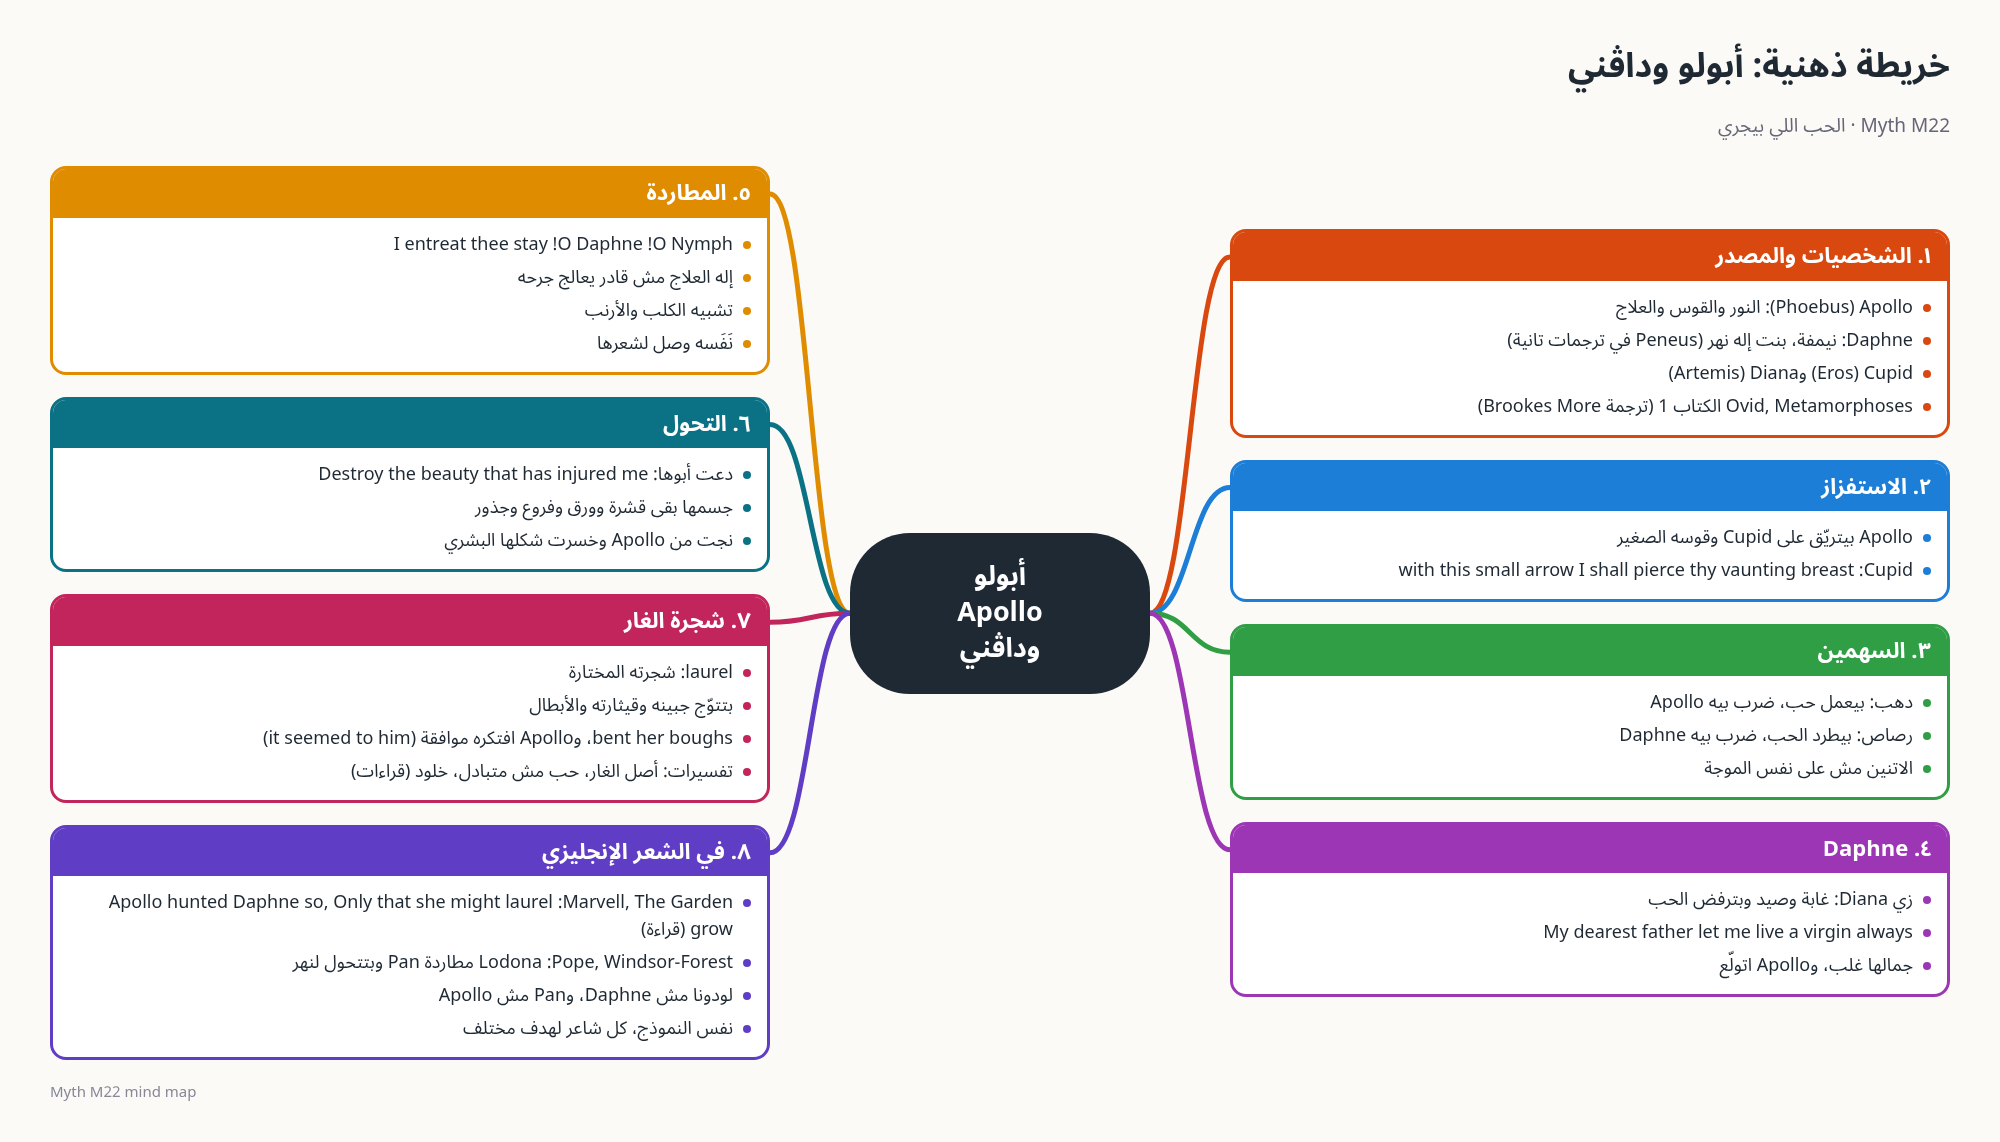 خريطة ذهنية: أبولو وداڤني
Myth M22 · الحب اللي بيجري
١. الشخصيات والمصدر
Apollo (Phoebus): النور والقوس والعلاج
Daphne: نيمفة، بنت إله نهر (Peneus في ترجمات تانية)
Cupid (Eros) وDiana (Artemis)
Ovid, Metamorphoses الكتاب 1 (ترجمة Brookes More)
٢. الاستفزاز
Apollo بيتريّق على Cupid وقوسه الصغير
Cupid: with this small arrow I shall pierce thy vaunting breast
٣. السهمين
دهب: بيعمل حب، ضرب بيه Apollo
رصاص: بيطرد الحب، ضرب بيه Daphne
الاتنين مش على نفس الموجة
٤. Daphne
زي Diana: غابة وصيد وبترفض الحب
My dearest father let me live a virgin always
جمالها غلب، وApollo اتولّع
أبولو
Apollo
وداڤني
٥. المطاردة
I entreat thee stay !O Daphne !O Nymph
إله العلاج مش قادر يعالج جرحه
تشبيه الكلب والأرنب
نَفَسه وصل لشعرها
٦. التحول
دعت أبوها: Destroy the beauty that has injured me
جسمها بقى قشرة وورق وفروع وجذور
نجت من Apollo وخسرت شكلها البشري
٧. شجرة الغار
laurel: شجرته المختارة
بتتوّج جبينه وقيثارته والأبطال
bent her boughs، وApollo افتكره موافقة (it seemed to him)
تفسيرات: أصل الغار، حب مش متبادل، خلود (قراءات)
٨. في الشعر الإنجليزي
Marvell, The Garden: Apollo hunted Daphne so, Only that she might laurel
grow (قراءة)
Pope, Windsor-Forest: Lodona مطاردة Pan وبتتحول لنهر
لودونا مش Daphne، وPan مش Apollo
نفس النموذج، كل شاعر لهدف مختلف
Myth M22 mind map